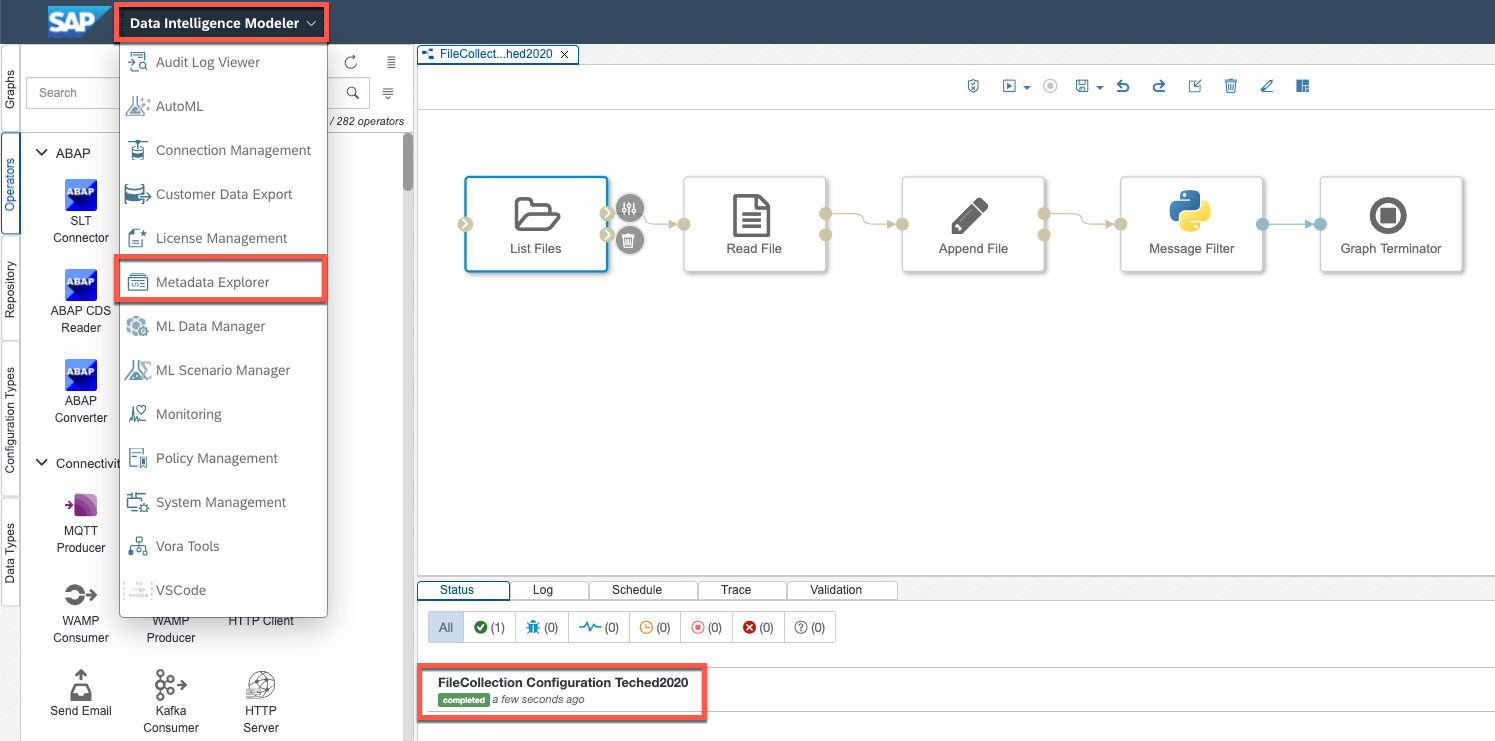 SAP
Data Intelligence Modeler
Audit Log Viewer
AutoML
Connection Management
Customer Data Export
License Management
Metadata Explorer
ML Data Manager
ML Scenario Manager
Monitoring
Policy Management
System Management
Vora Tools
No
Image
Available
VSCode
Graphs
Operators
Repository
Configuration Types
Data Types
Search
/ 282 operators
ABAP
ABAP
SLT
Connector
ABAP
ABAP CDS
Reader
ABAP
ABAP
Converter
Connectivit
MQTT
Producer
WAMP
Consumer
WAMP
Producer
HTTP Client
Send Email
Kafka
Consumer
HTTP
Server
FileCollect...hed2020
List Files
Read File
Append File
Message Filter
Graph Terminator
Status
Log
Schedule
Trace
Validation
All
(1)
(0)
(0)
(0)
(0)
(0)
(0)
FileCollection Configuration Teched2020
completed a few seconds ago